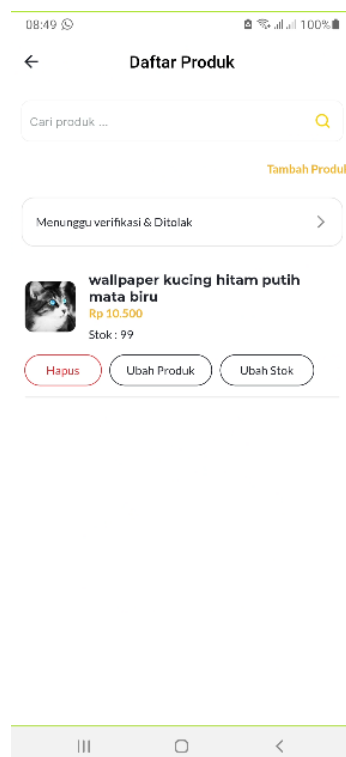 08:49 100%
Daftar Produk
Cari produk ...
Tambah Produk
Menunggu verifikasi & Ditolak
wallpaper kucing hitam putih
mata biru
Rp 10.500
Stok : 99
Hapus Ubah Produk Ubah Stok